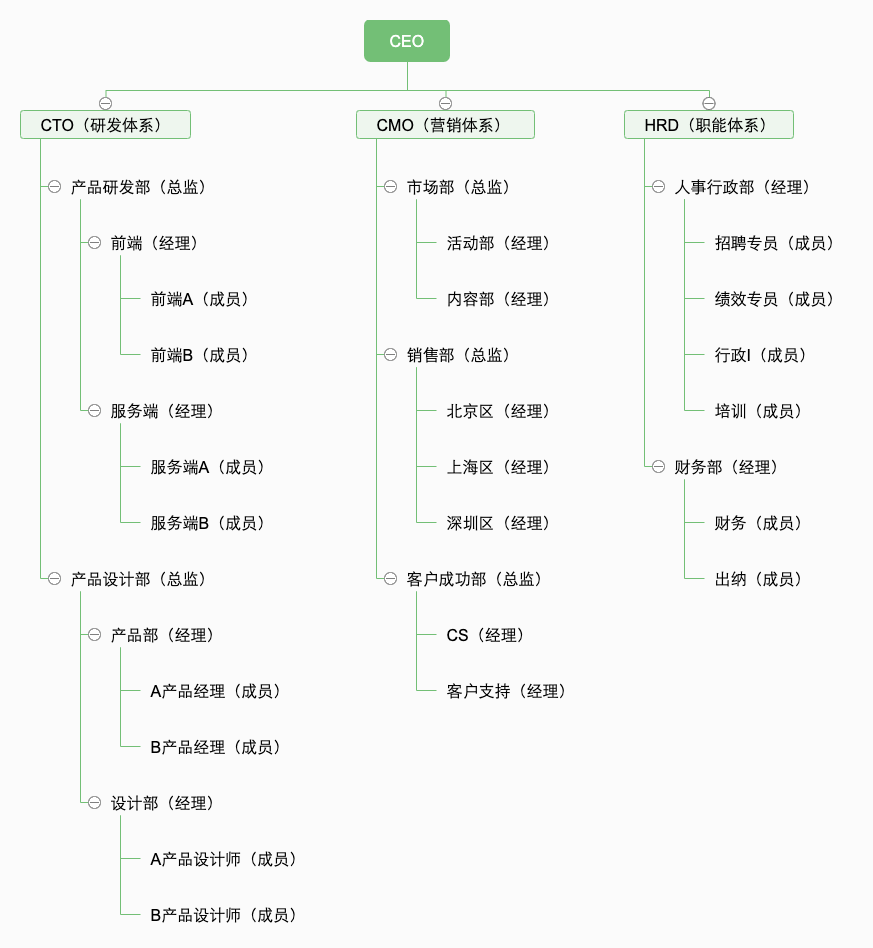 CEO
CTO（研发体系）
产品研发部（总监）
前端（经理）
前端A（成员）
前端B（成员）
服务端（经理）
服务端A（成员）
服务端B（成员）
产品设计部（总监）
产品部（经理）
A产品经理（成员）
B产品经理（成员）
设计部（经理）
A产品设计师（成员）
B产品设计师（成员）
CMO（营销体系）
市场部（总监）
活动部（经理）
内容部（经理）
销售部（总监）
北京区（经理）
上海区（经理）
深圳区（经理）
客户成功部（总监）
CS（经理）
客户支持（经理）
HRD（职能体系）
人事行政部（经理）
招聘专员（成员）
绩效专员（成员）
行政I（成员）
培训（成员）
财务部（经理）
财务（成员）
出纳（成员）